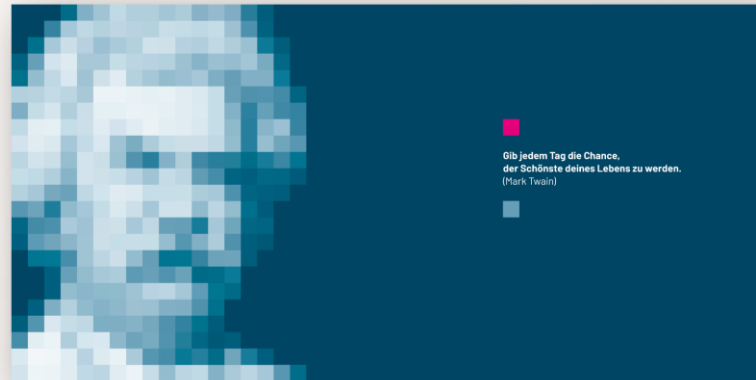 Gib jedem Tag die Chance,
der Schönste deines Lebens zu werden.
(Mark Twain)